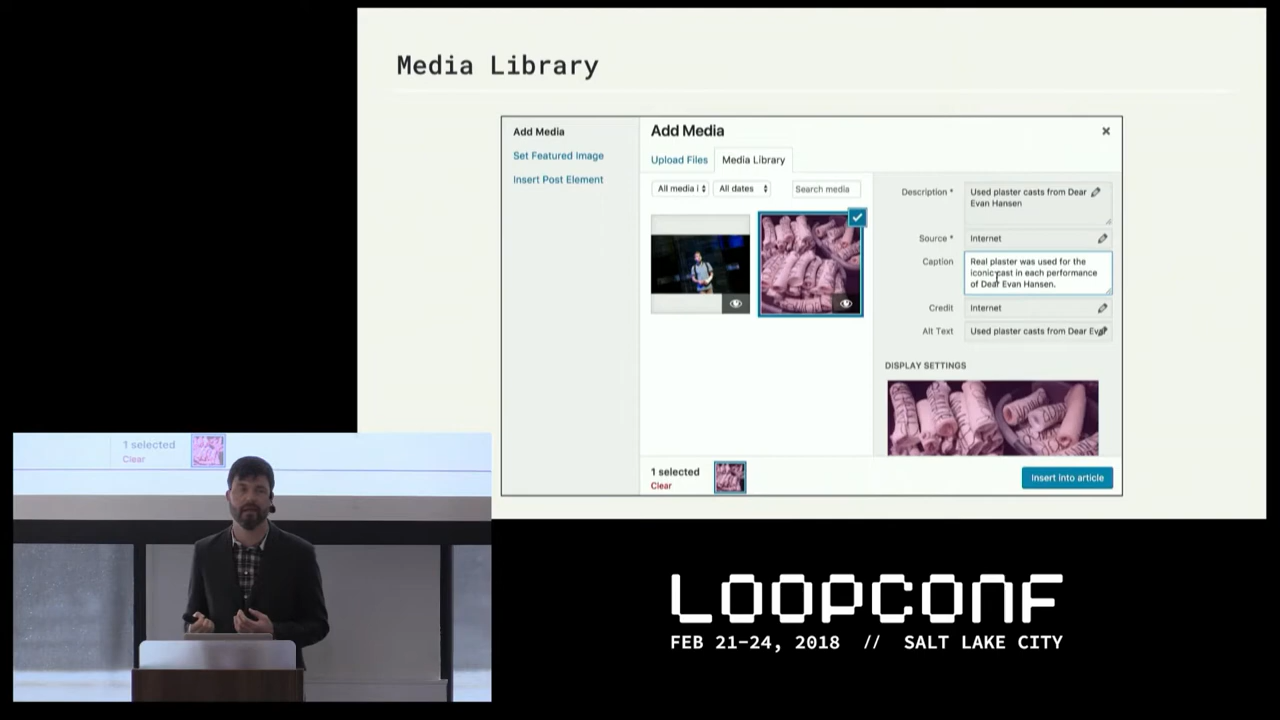 Media Library
Add Media
Set Featured Image
Insert Post Element
Add Media
×
Upload Files
Media Library
All media i
All dates
Search media
Description *
Used plaster casts from Dear
Evan Hansen
Source *
Internet
Caption
Real plaster was used for the
iconic cast in each performance
of Dear Evan Hansen.
Credit
Internet
Alt Text
Used plaster casts from Dear Ev
DISPLAY SETTINGS
1 selected
Clear
Insert into article
1 selected
Clear
LOOPCONF
FEB 21-24, 2018 // SALT LAKE CITY